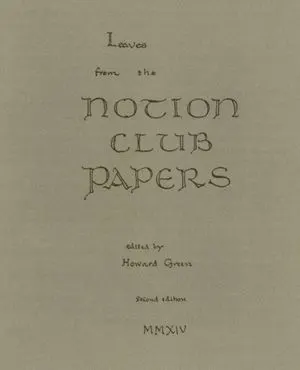 Leaves
from the
NOTION
CLUB
PAPERS
edited by
Howard Green
Second edition
MMXIV